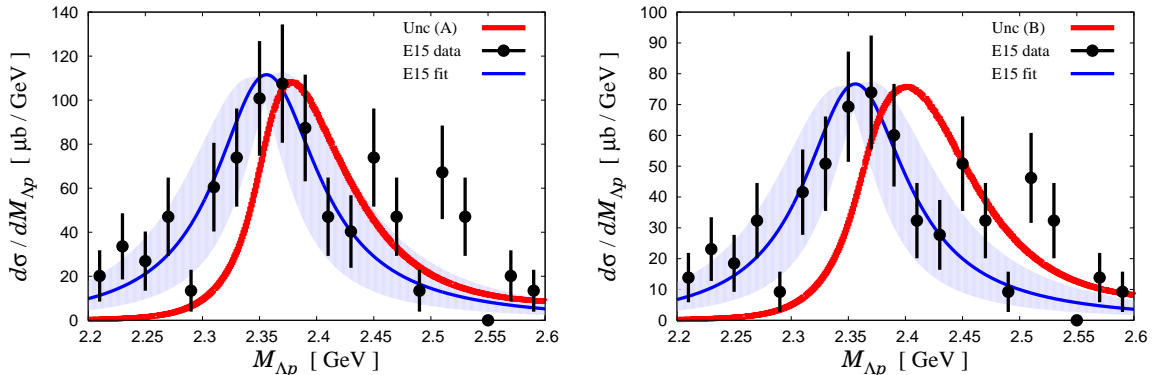 140
120
100
80
60
40
20
0
dσ / dM_Λp [ μb / GeV ]
Unc (A)
E15 data
E15 fit
2.2 2.25 2.3 2.35 2.4 2.45 2.5 2.55 2.6
M_Λp [ GeV ]
100
90
80
70
60
50
40
30
20
10
0
dσ / dM_Λp [ μb / GeV ]
Unc (B)
E15 data
E15 fit
2.2 2.25 2.3 2.35 2.4 2.45 2.5 2.55 2.6
M_Λp [ GeV ]